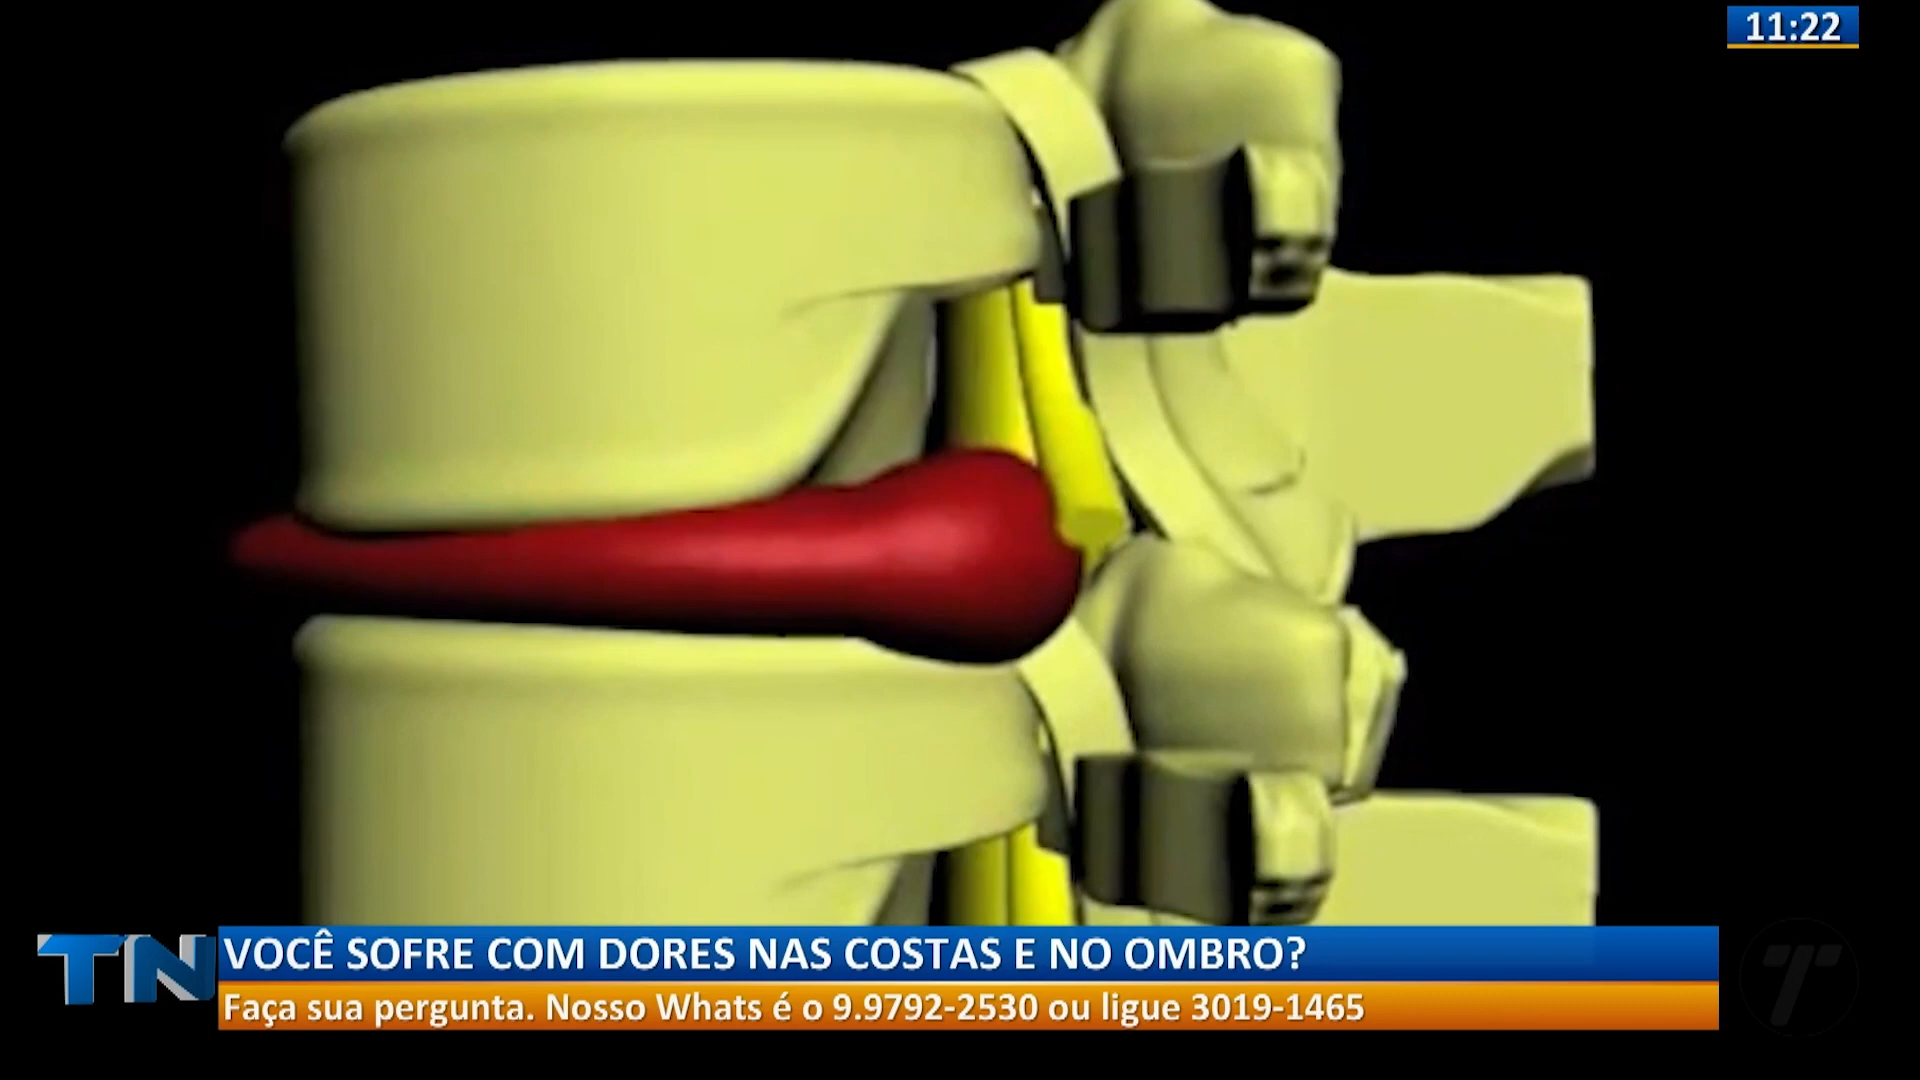 11:22
TN
VOCÊ SOFRE COM DORES NAS COSTAS E NO OMBRO?
Faça sua pergunta. Nosso Whats é o 9.9792-2530 ou ligue 3019-1465